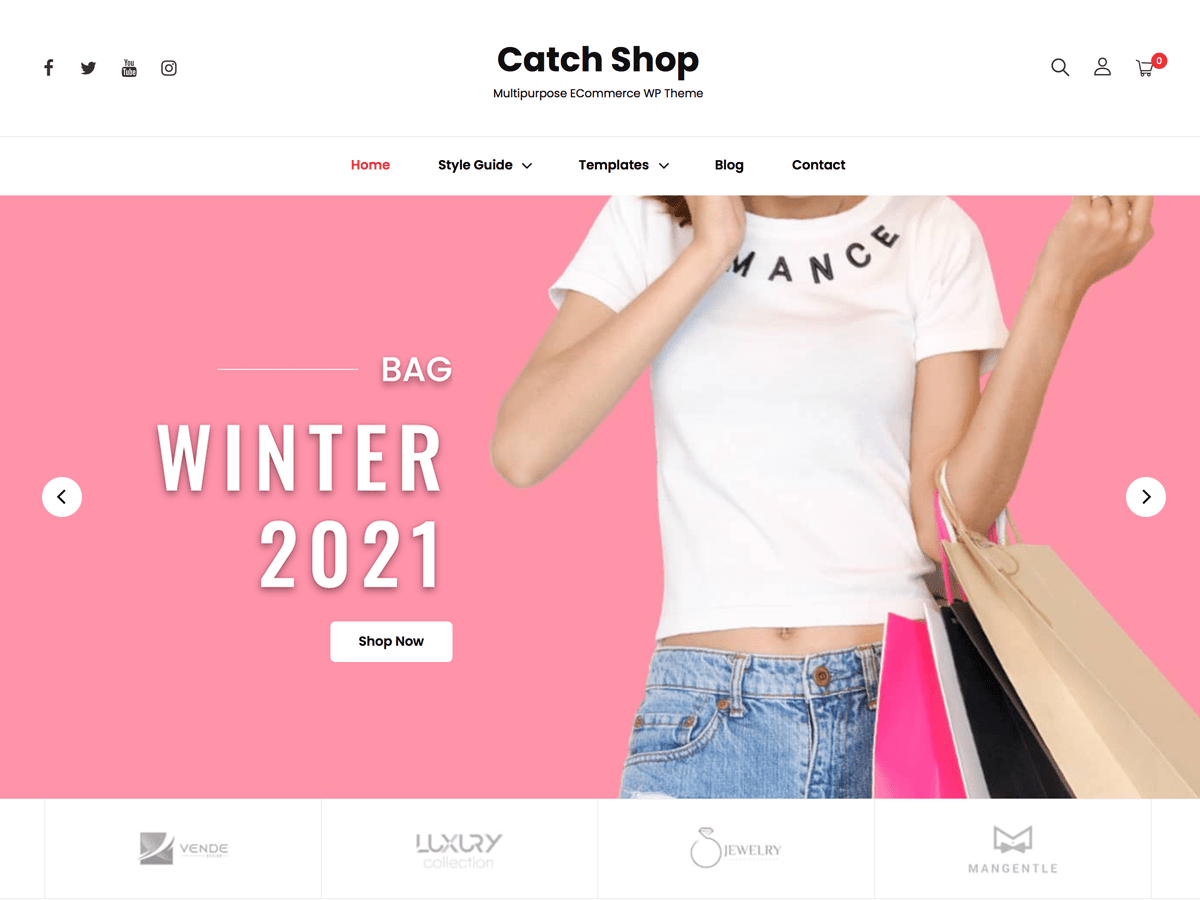 Catch Shop
Multipurpose ECommerce WP Theme
0
Home Style Guide Templates Blog Contact
MANCE
BAG
WINTER
2021
Shop Now
VENDE
LUXURY
collection
JEWELRY
MANGENTLE